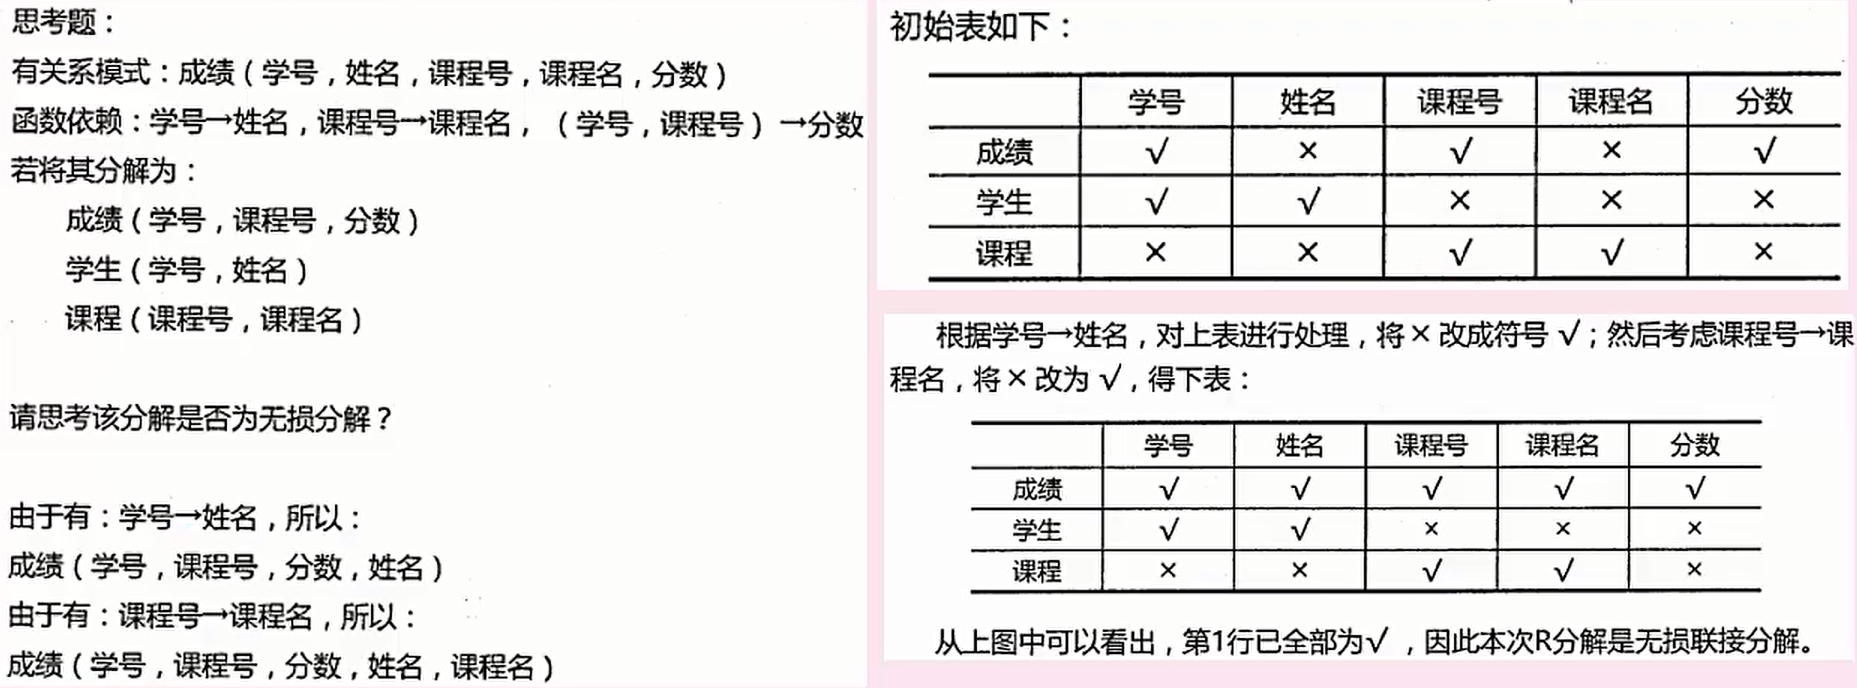 思考题：
有关系模式：成绩（学号，姓名，课程号，课程名，分数）
函数依赖：学号→姓名，课程号→课程名，（学号，课程号）→分数
若将其分解为：
成绩（学号，课程号，分数）
学生（学号，姓名）
课程（课程号，课程名）
请思考该分解是否为无损分解？
由于有：学号→姓名，所以：
成绩（学号，课程号，分数，姓名）
由于有：课程号→课程名，所以：
成绩（学号，课程号，分数，姓名，课程名）
初始表如下：
学号 姓名 课程号 课程名 分数
成绩 √ × √ × √
学生 √ √ × × ×
课程 × × √ √ ×
根据学号→姓名，对上表进行处理，将×改成符号√；然后考虑课程号→课
程名，将×改为√，得下表：
学号 姓名 课程号 课程名 分数
成绩 √ √ √ √ √
学生 √ √ × × ×
课程 × × √ √ ×
从上图中可以看出，第1行已全部为√，因此本次R分解是无损联接分解。